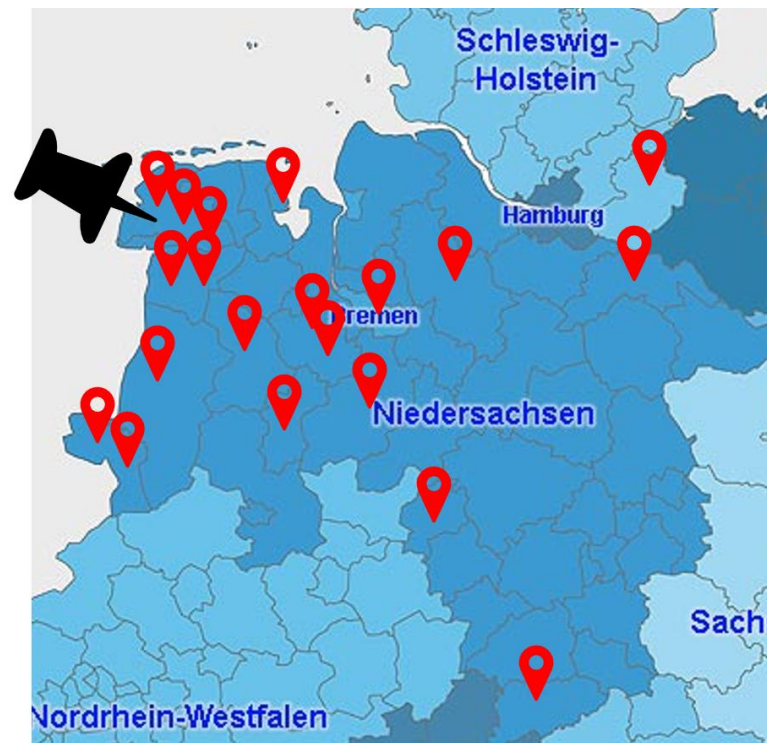 Schleswig-
Holstein
Hamburg
Bremen
Niedersachsen
Sach
Nordrhein-Westfalen